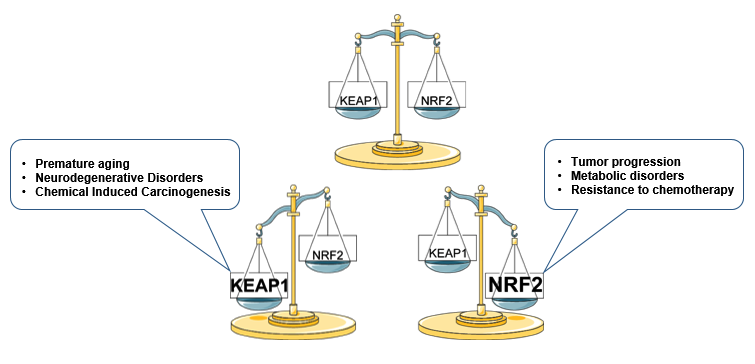 KEAP1
NRF2
• Premature aging
• Neurodegenerative Disorders
• Chemical Induced Carcinogenesis
• Tumor progression
• Metabolic disorders
• Resistance to chemotherapy
KEAP1
NRF2
KEAP1
NRF2